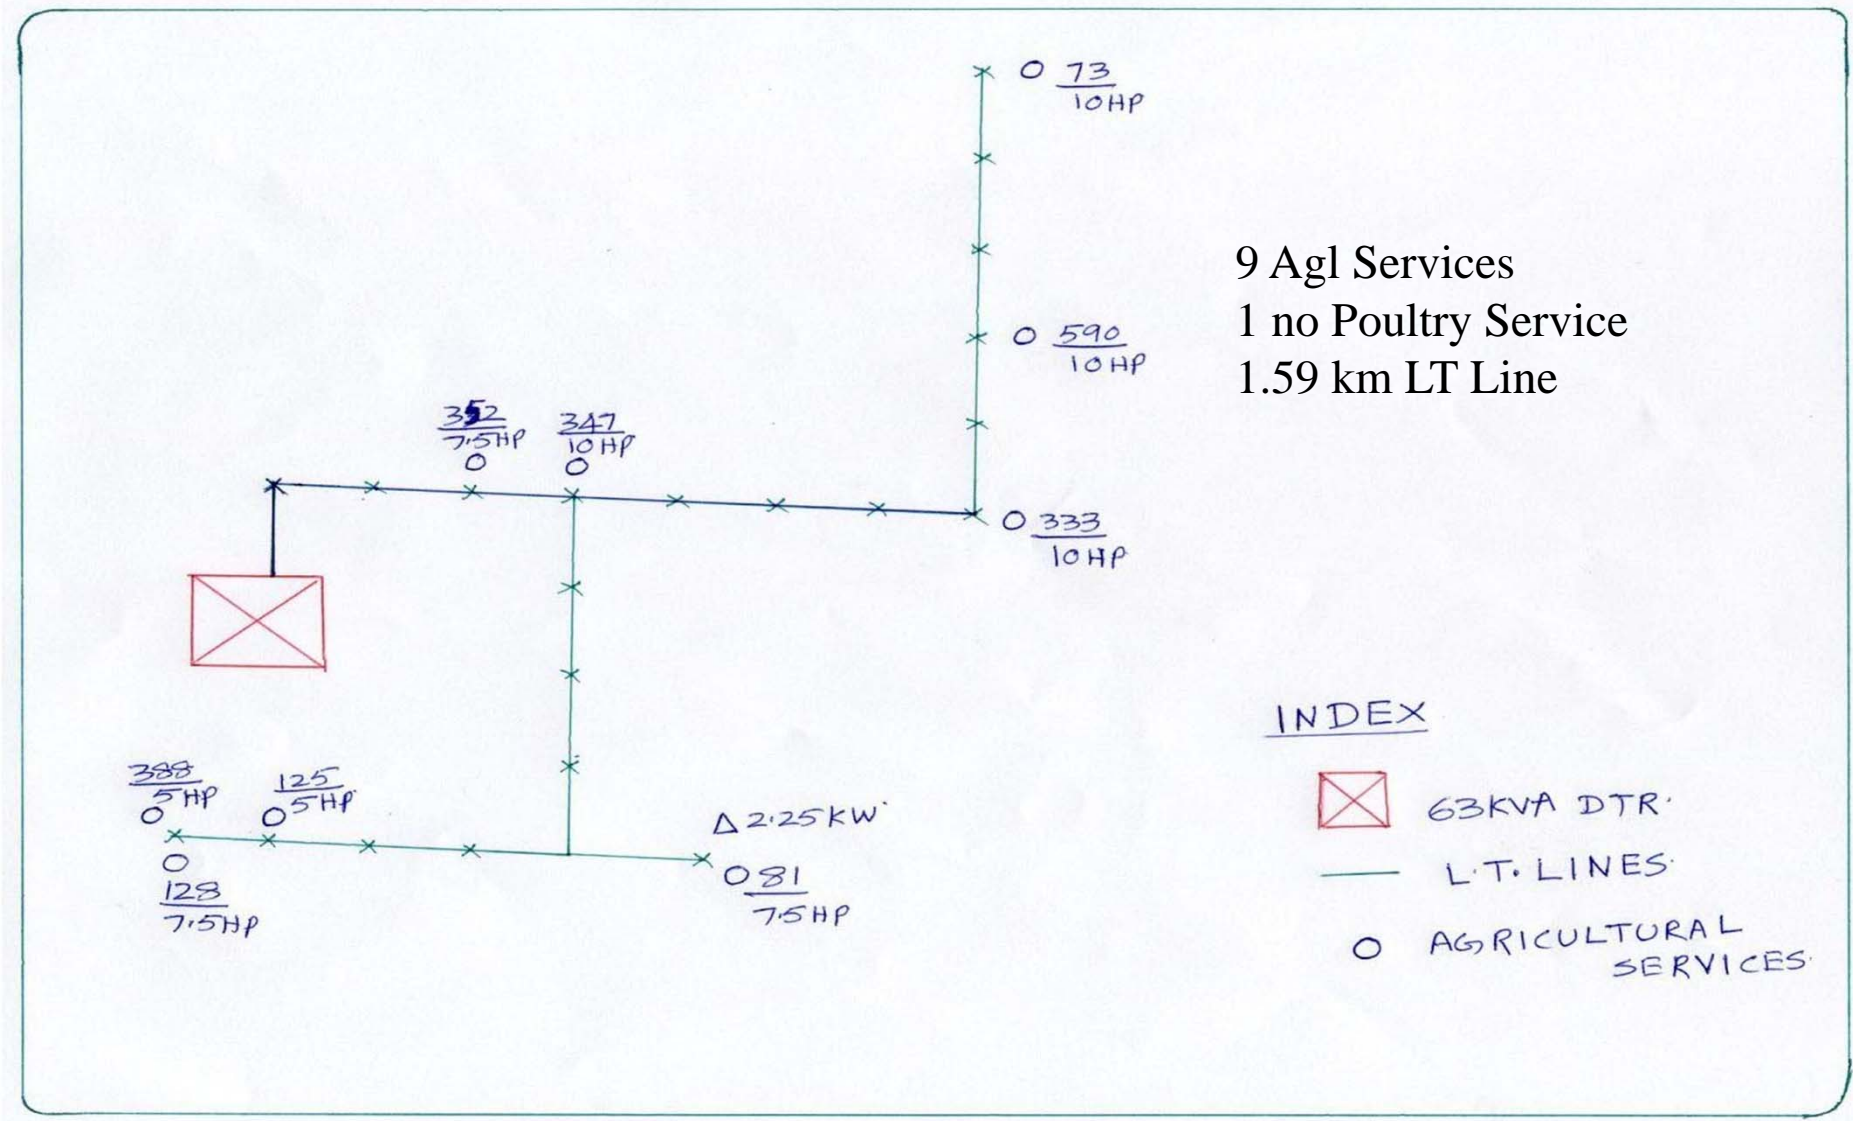 73
10HP
9 Agl Services
1 no Poultry Service
1.59 km LT Line
590
10HP
352
7.5HP
347
10HP
333
10HP
INDEX
63KVA DTR.
L.T. LINES.
AGRICULTURAL
SERVICES.
388
5HP
125
5HP.
Δ 2.25KW.
81
7.5HP
128
7.5HP